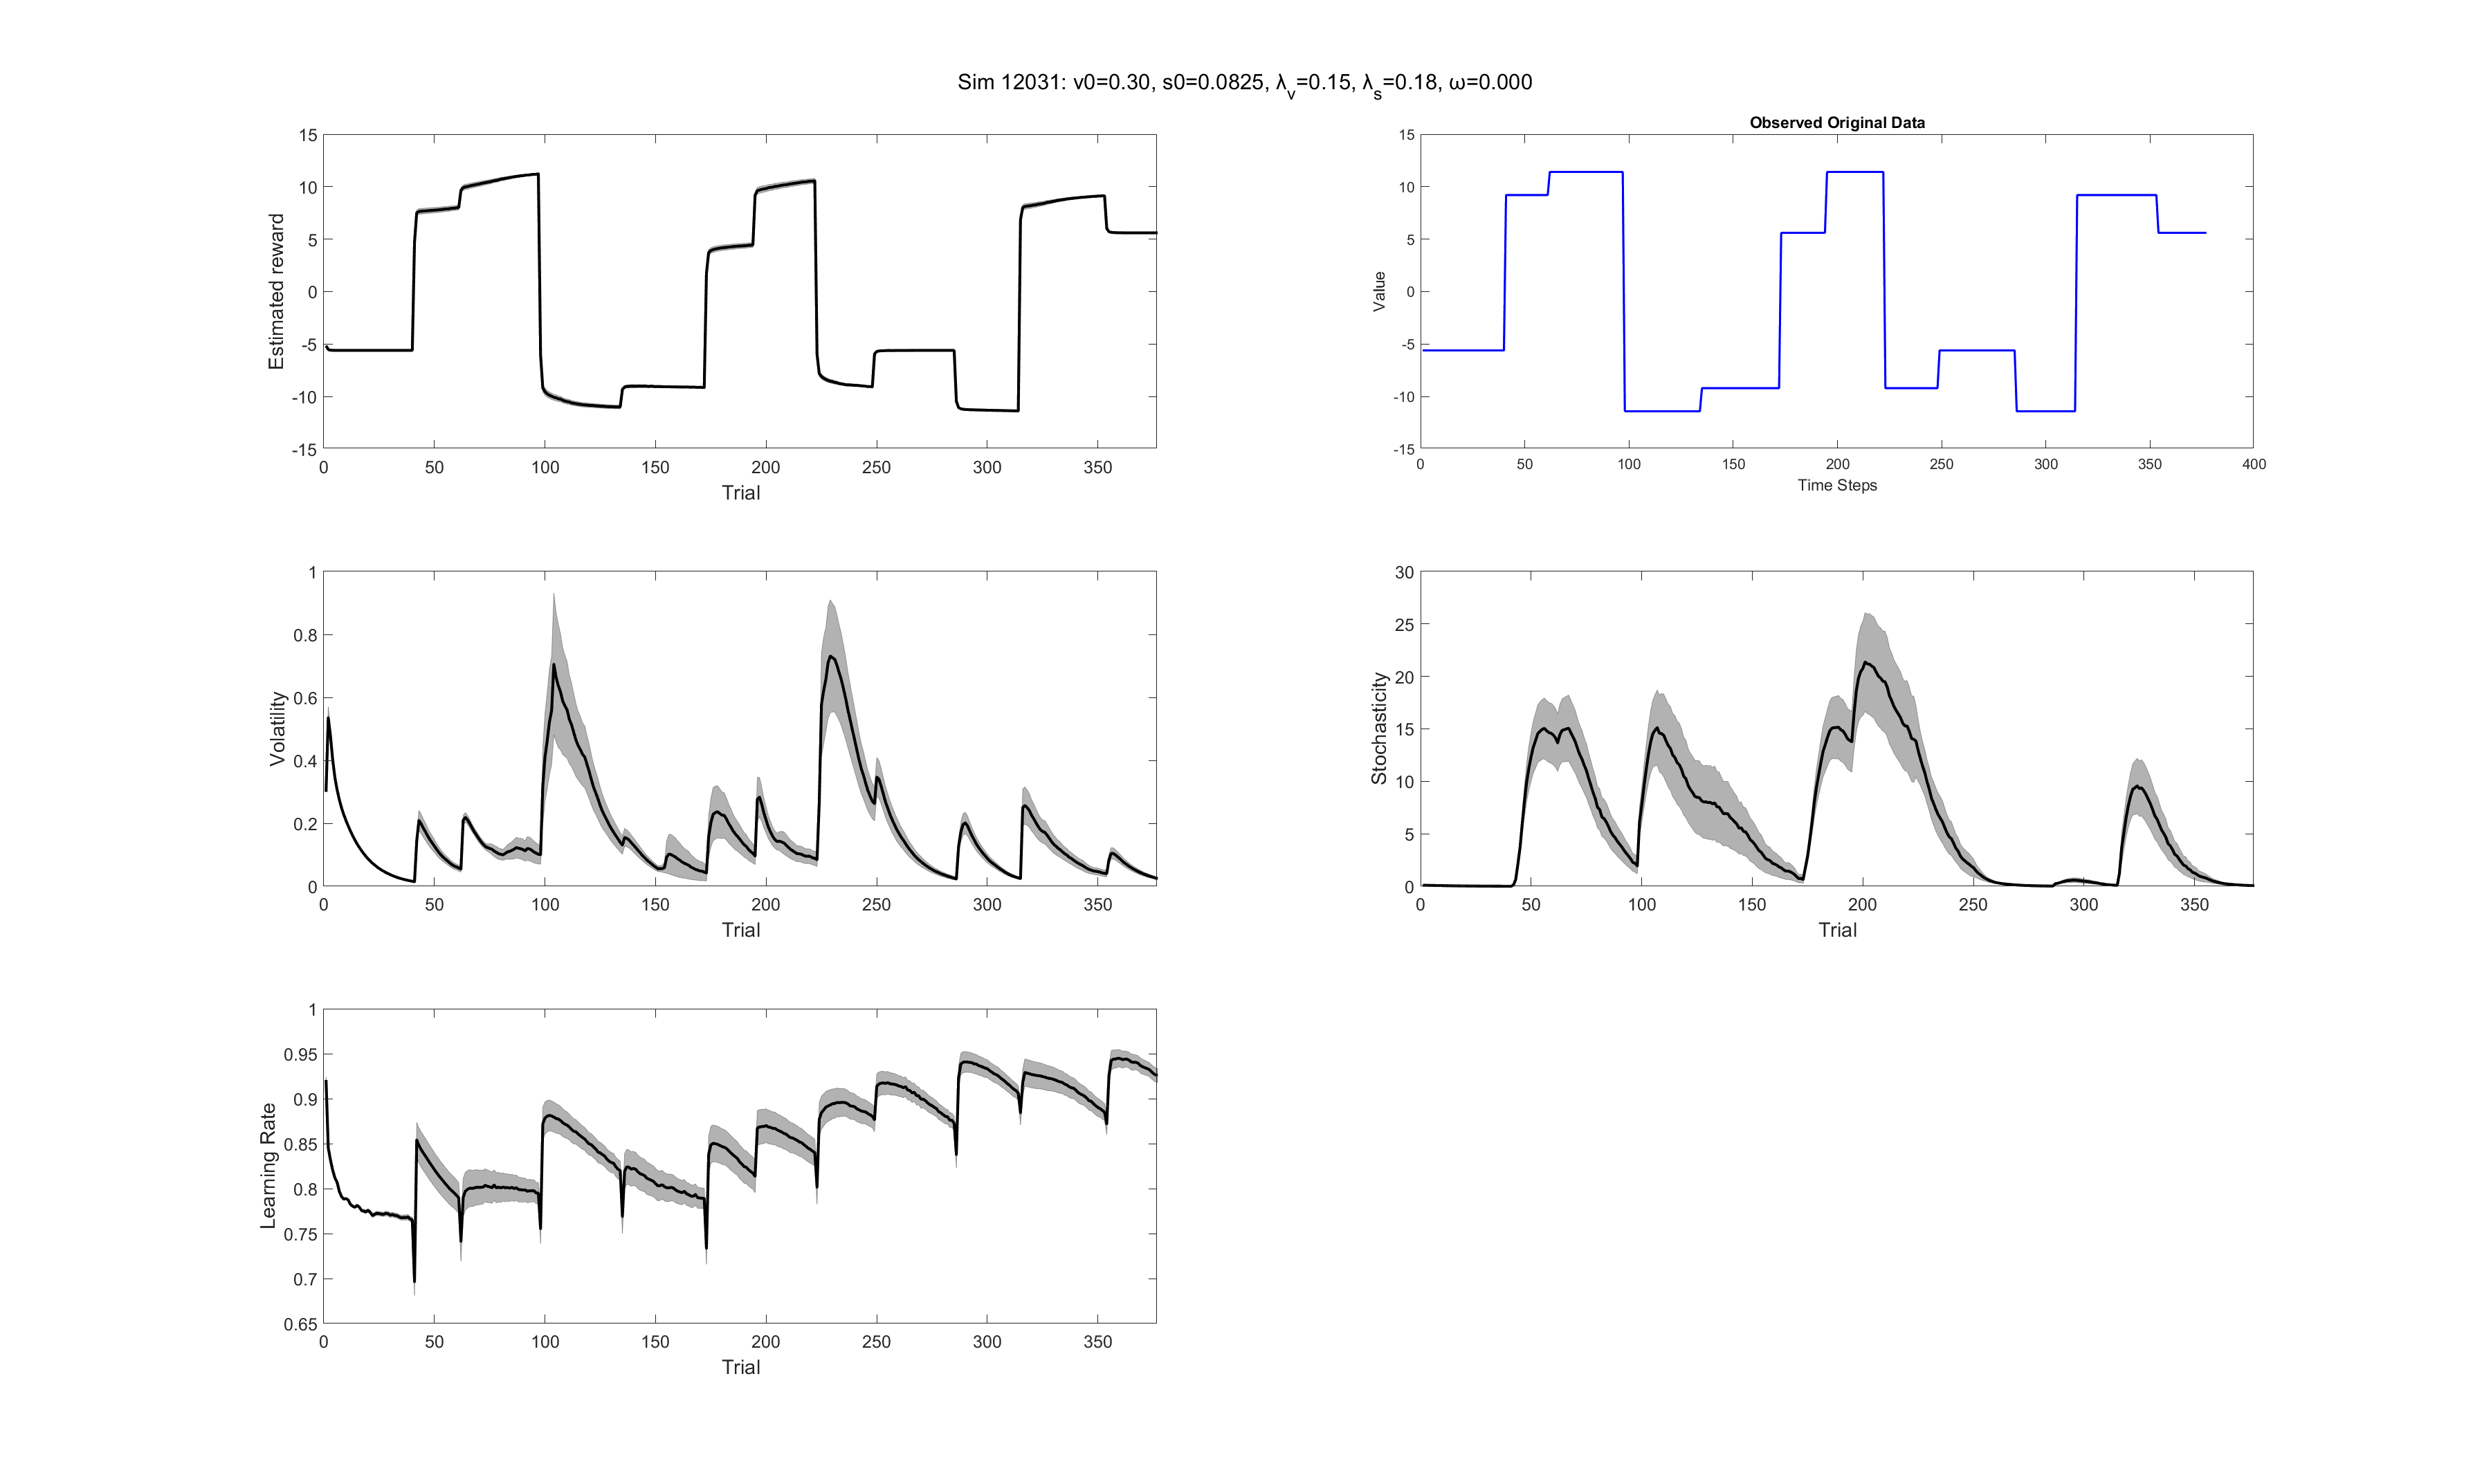 Sim 12031: v0=0.30, s0=0.0825, λ_v=0.15, λ_s=0.18, ω=0.000
15
10
5
0
-5
-10
-15
Estimated reward
0 50 100 150 200 250 300 350
Trial
Observed Original Data
15
10
5
0
-5
-10
-15
Value
0 50 100 150 200 250 300 350 400
Time Steps
1
0.8
0.6
0.4
0.2
0
Volatility
0 50 100 150 200 250 300 350
Trial
30
25
20
15
10
5
0
Stochasticity
0 50 100 150 200 250 300 350
Trial
1
0.95
0.9
0.85
0.8
0.75
0.7
0.65
Learning Rate
0 50 100 150 200 250 300 350
Trial